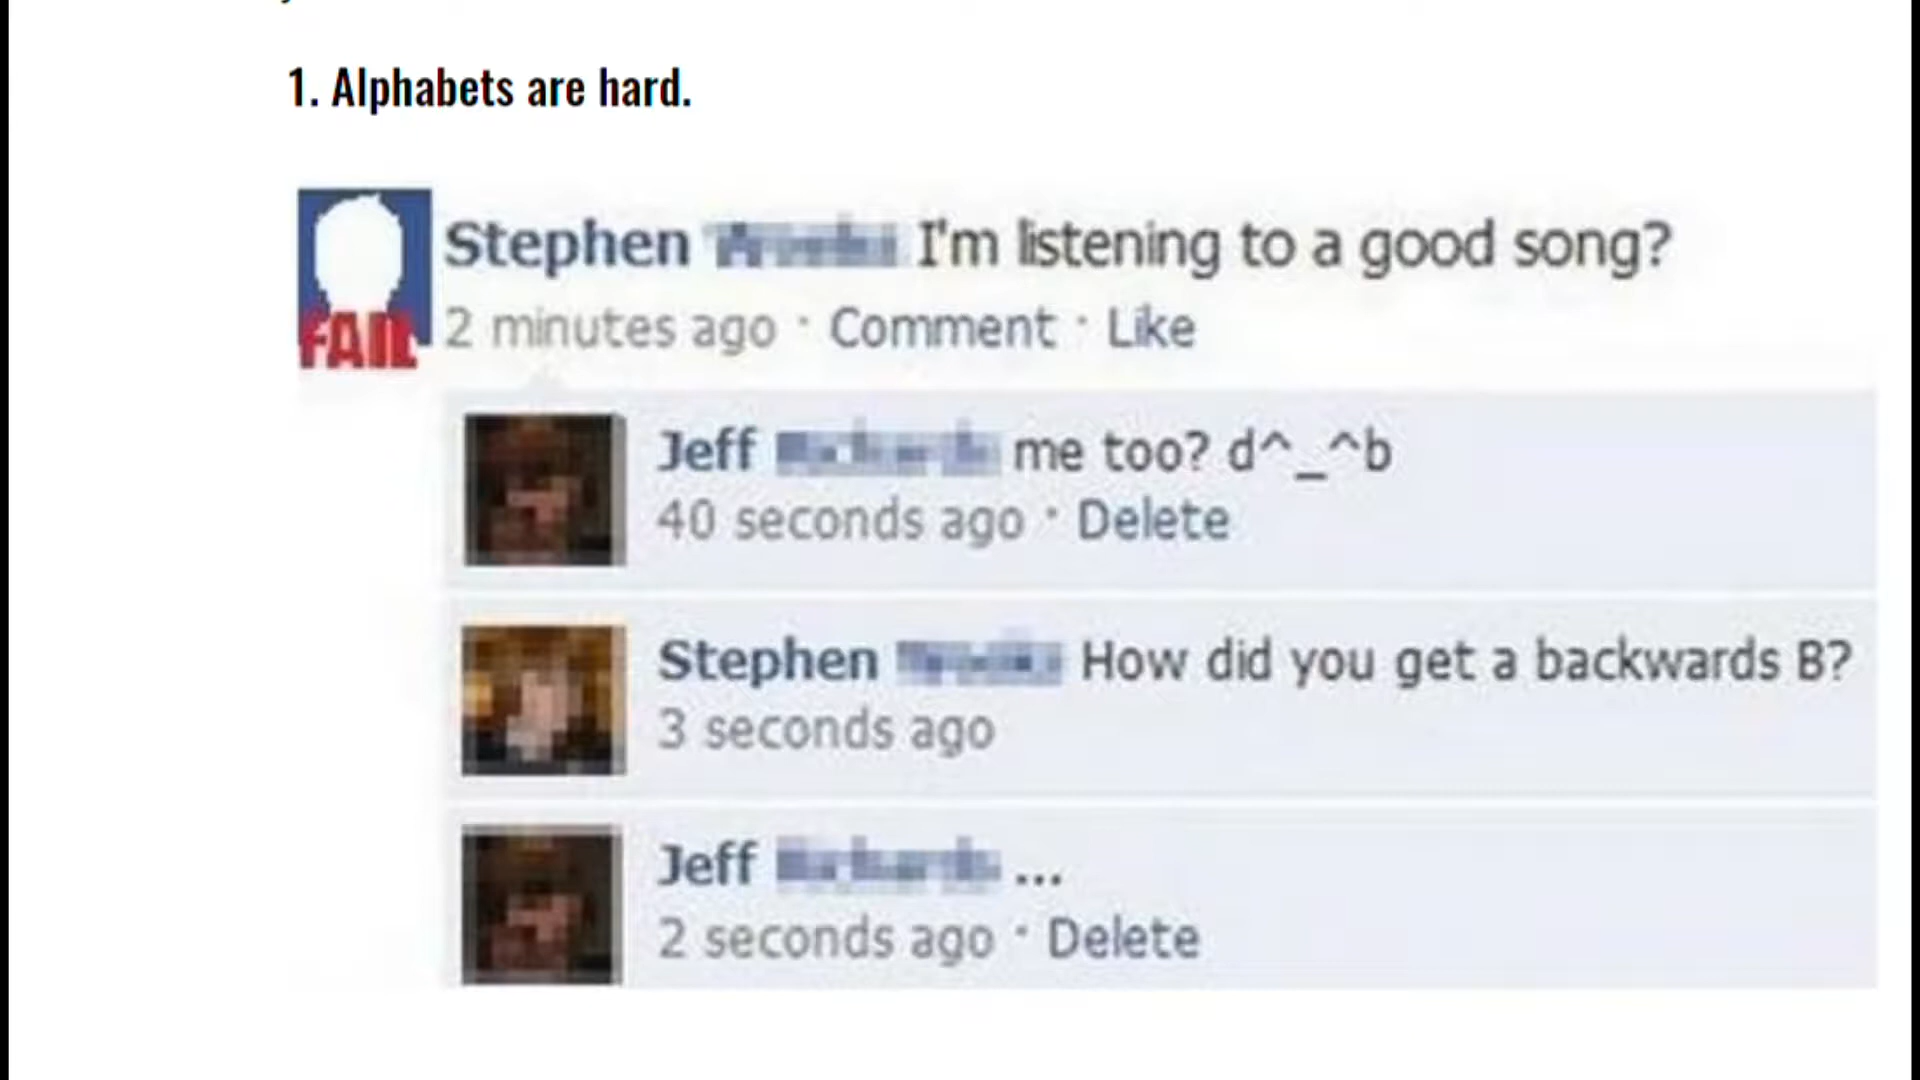 1. Alphabets are hard.
Stephen I'm listening to a good song?
FAIL
2 minutes ago · Comment · Like
Jeff me too? d^_^b
40 seconds ago · Delete
Stephen How did you get a backwards B?
3 seconds ago
Jeff ...
2 seconds ago · Delete